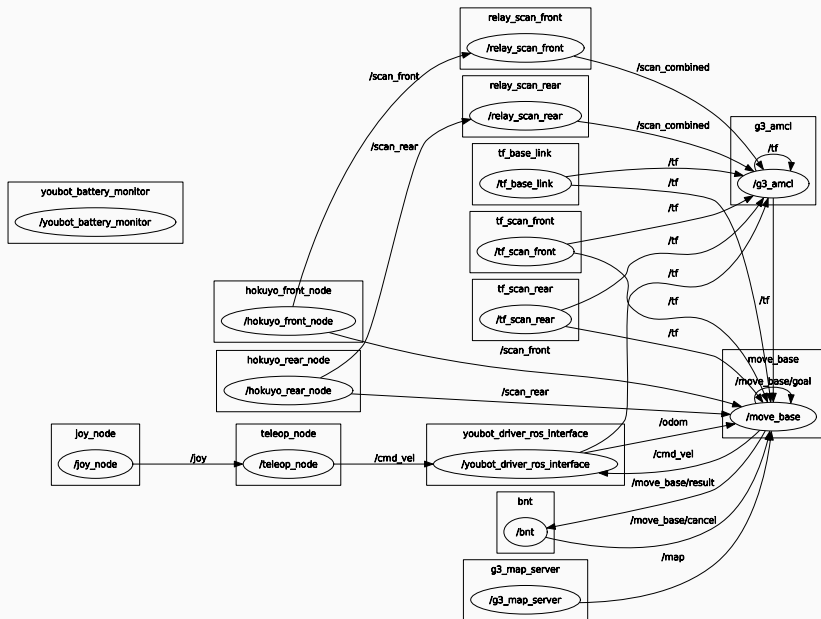 relay_scan_front
/relay_scan_front
/scan_combined
/scan_front
relay_scan_rear
/relay_scan_rear
/scan_combined
g3_amcl
/tf
/g3_amcl
/scan_rear
tf_base_link
/tf_base_link
/tf
/tf
youbot_battery_monitor
/youbot_battery_monitor
tf_scan_front
/tf_scan_front
/tf
/tf
tf_scan_rear
/tf_scan_rear
/tf
/tf
/tf
/tf
hokuyo_front_node
/hokuyo_front_node
/scan_front
hokuyo_rear_node
/hokuyo_rear_node
/scan_rear
move_base
/move_base/goal
/move_base
joy_node
/joy_node
/joy
teleop_node
/teleop_node
/cmd_vel
youbot_driver_ros_interface
/youbot_driver_ros_interface
/odom
/cmd_vel
/move_base/result
bnt
/bnt
/move_base/cancel
/map
g3_map_server
/g3_map_server